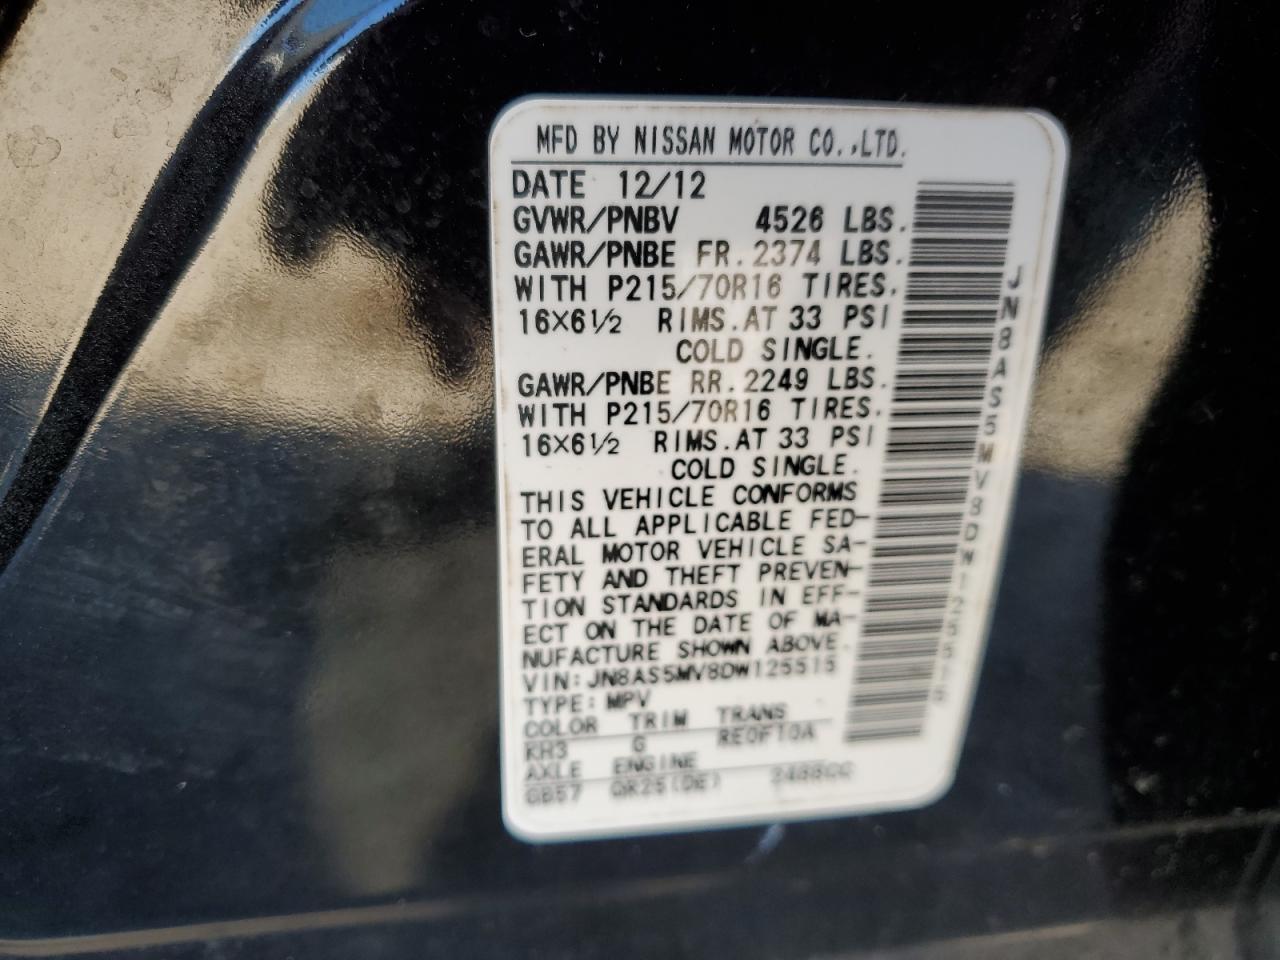 MFD BY NISSAN MOTOR CO.,LTD.
DATE 12/12
GVWR/PNBV 4526 LBS.
GAWR/PNBE FR.2374 LBS.
WITH P215/70R16 TIRES.
16×6½ RIMS.AT 33 PSI
COLD SINGLE.
GAWR/PNBE RR.2249 LBS.
WITH P215/70R16 TIRES.
16×6½ RIMS.AT 33 PSI
COLD SINGLE.
THIS VEHICLE CONFORMS
TO ALL APPLICABLE FED-
ERAL MOTOR VEHICLE SA-
FETY AND THEFT PREVEN-
TION STANDARDS IN EFF-
ECT ON THE DATE OF MA-
NUFACTURE SHOWN ABOVE.
VIN:JN8AS5MV8DW125515
TYPE:MPV
COLOR TRIM TRANS
KH3 G RE0F10A
AXLE ENGINE
GB57 QR25(DE) 2488CC
JN8AS5MV8DW125515